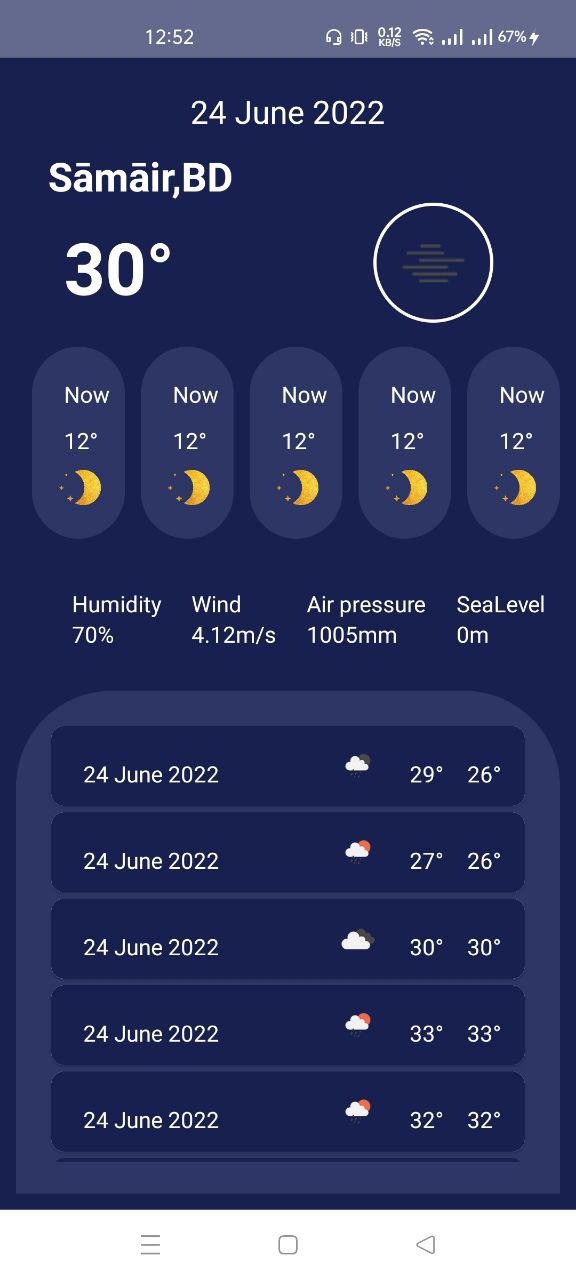 12:52 0.12 KB/S 67%
24 June 2022
Sāmāir,BD
30°
Now Now Now Now Now
12° 12° 12° 12° 12°
Humidity Wind Air pressure SeaLevel
70% 4.12m/s 1005mm 0m
24 June 2022 29° 26°
24 June 2022 27° 26°
24 June 2022 30° 30°
24 June 2022 33° 33°
24 June 2022 32° 32°